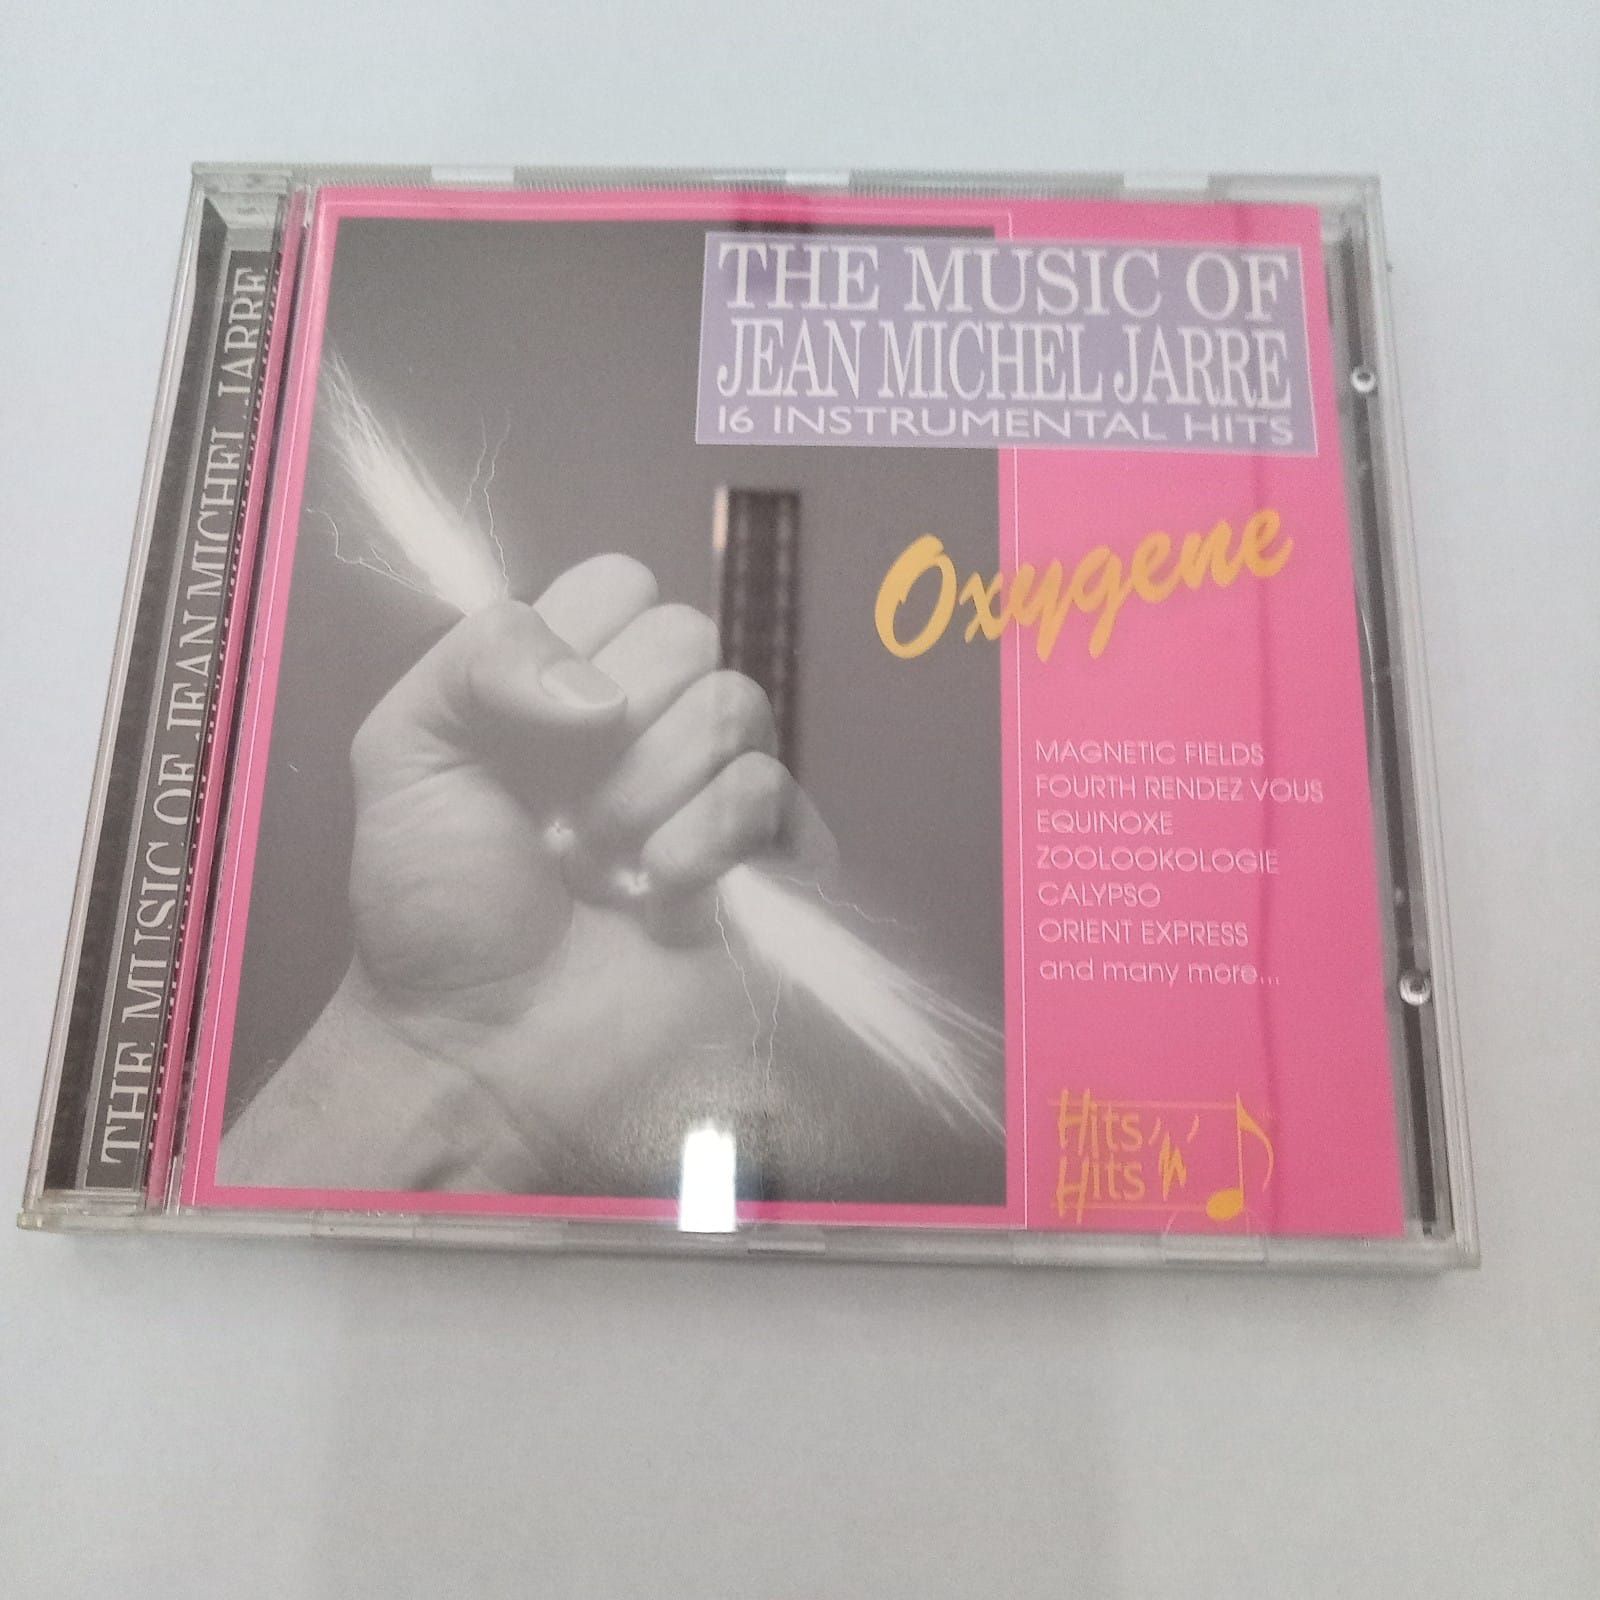 THE MUSIC OF JEAN MICHEL JARRE
THE MUSIC OF
JEAN MICHEL JARRE
16 INSTRUMENTAL HITS
Oxygene
MAGNETIC FIELDS
FOURTH RENDEZ VOUS
EQUINOXE
ZOOLOOKOLOGIE
CALYPSO
ORIENT EXPRESS
and many more...
Hits 'n'
Hits